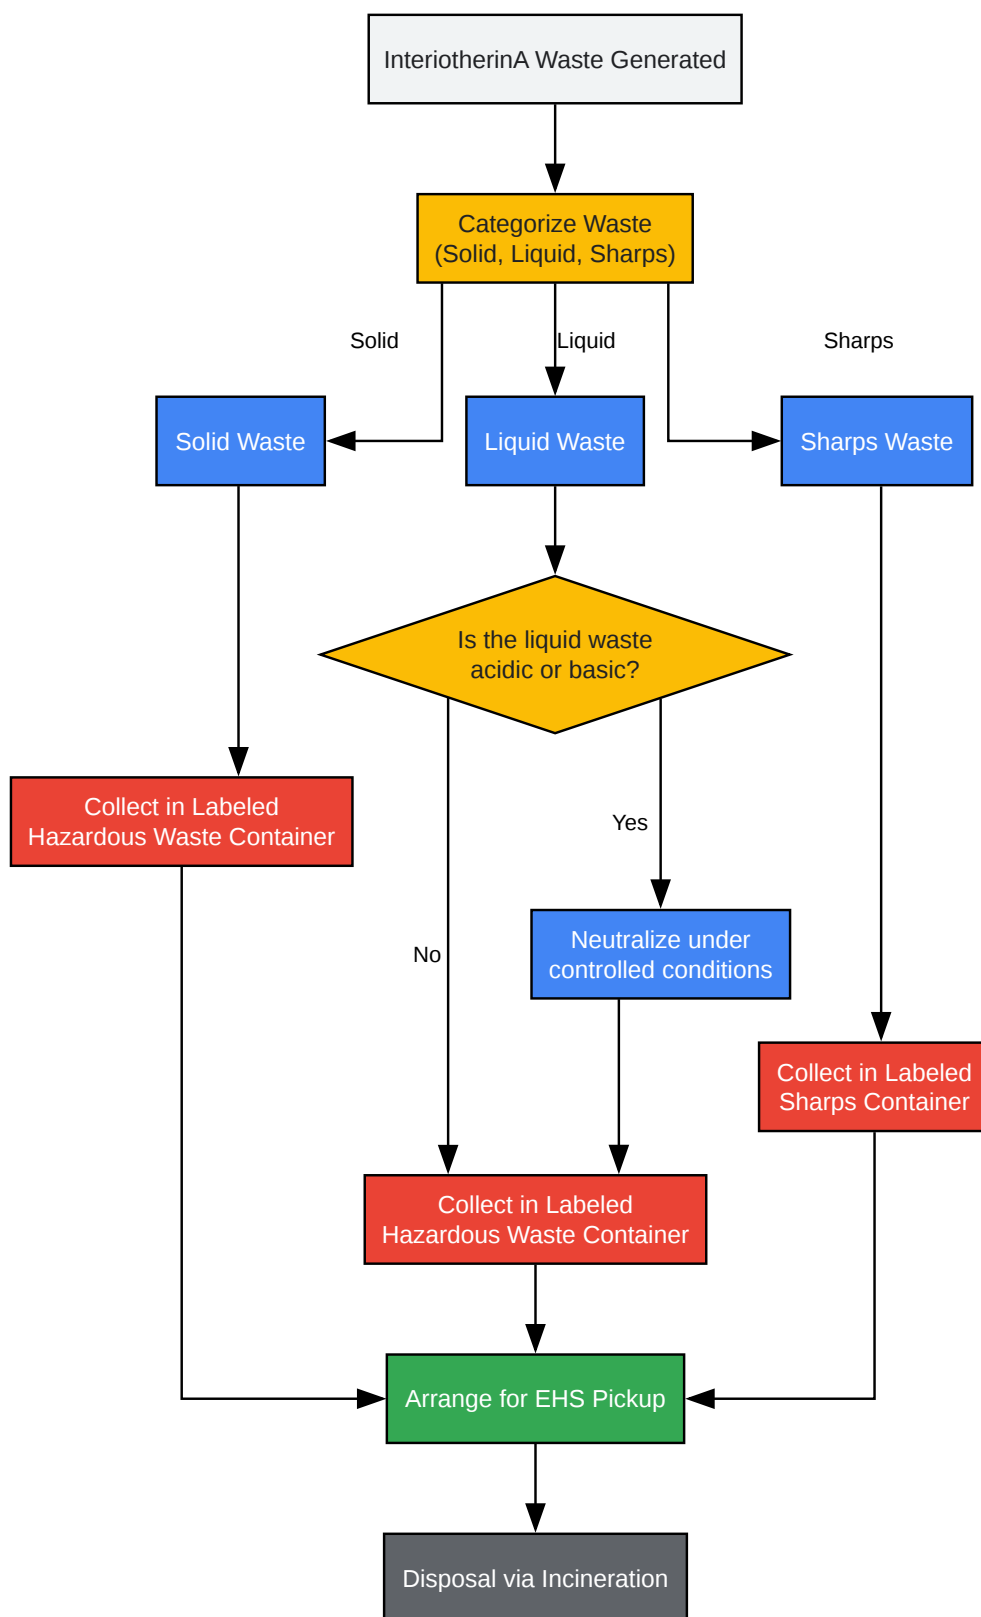 InteriotherinA Waste Generated
Categorize Waste
(Solid, Liquid, Sharps)
Solid
Liquid
Sharps
Solid Waste
Liquid Waste
Sharps Waste
Is the liquid waste
acidic or basic?
Collect in Labeled
Hazardous Waste Container
Yes
Neutralize under
controlled conditions
No
Collect in Labeled
Sharps Container
Collect in Labeled
Hazardous Waste Container
Arrange for EHS Pickup
Disposal via Incineration